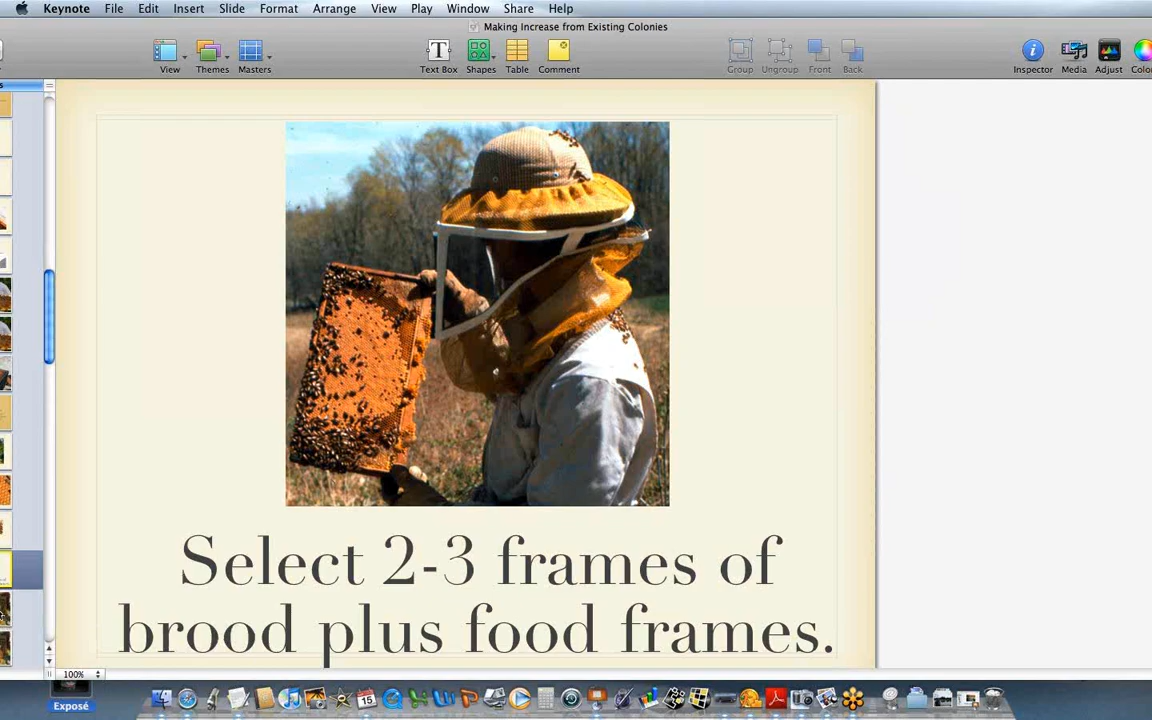 Keynote File Edit Insert Slide Format Arrange View Play Window Share Help
Making Increase from Existing Colonies
View Themes Masters Text Box Shapes Table Comment Group Ungroup Front Back Inspector Media Adjust
Select 2-3 frames of
brood plus food frames.
100%
Exposé
15